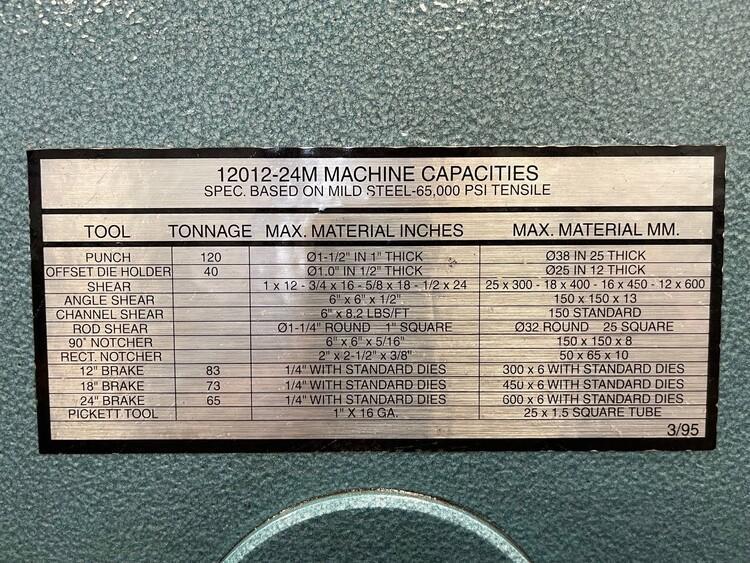 12012-24M MACHINE CAPACITIES
SPEC. BASED ON MILD STEEL-65,000 PSI TENSILE
TOOL TONNAGE MAX. MATERIAL INCHES MAX. MATERIAL MM.
PUNCH 120 Ø1-1/2" IN 1" THICK Ø38 IN 25 THICK
OFFSET DIE HOLDER 40 Ø1.0" IN 1/2" THICK Ø25 IN 12 THICK
SHEAR 1 x 12 - 3/4 x 16 - 5/8 x 18 - 1/2 x 24 25 x 300 - 18 x 400 - 16 x 450 - 12 x 600
ANGLE SHEAR 6" x 6" x 1/2" 150 x 150 x 13
CHANNEL SHEAR 6" x 8.2 LBS/FT 150 STANDARD
ROD SHEAR Ø1-1/4" ROUND 1" SQUARE Ø32 ROUND 25 SQUARE
90° NOTCHER 6" x 6" x 5/16" 150 x 150 x 8
RECT. NOTCHER 2" x 2-1/2" x 3/8" 50 x 65 x 10
12" BRAKE 83 1/4" WITH STANDARD DIES 300 x 6 WITH STANDARD DIES
18" BRAKE 73 1/4" WITH STANDARD DIES 450 x 6 WITH STANDARD DIES
24" BRAKE 65 1/4" WITH STANDARD DIES 600 x 6 WITH STANDARD DIES
PICKETT TOOL 1" X 16 GA. 25 x 1.5 SQUARE TUBE
3/95